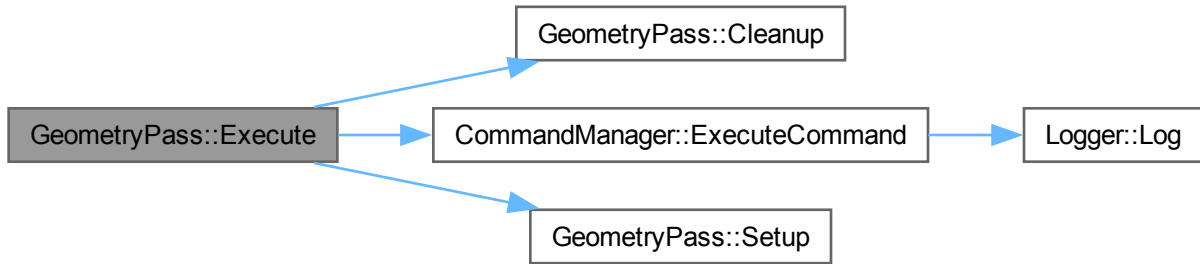 GeometryPass::Cleanup
GeometryPass::Execute
CommandManager::ExecuteCommand
Logger::Log
GeometryPass::Setup